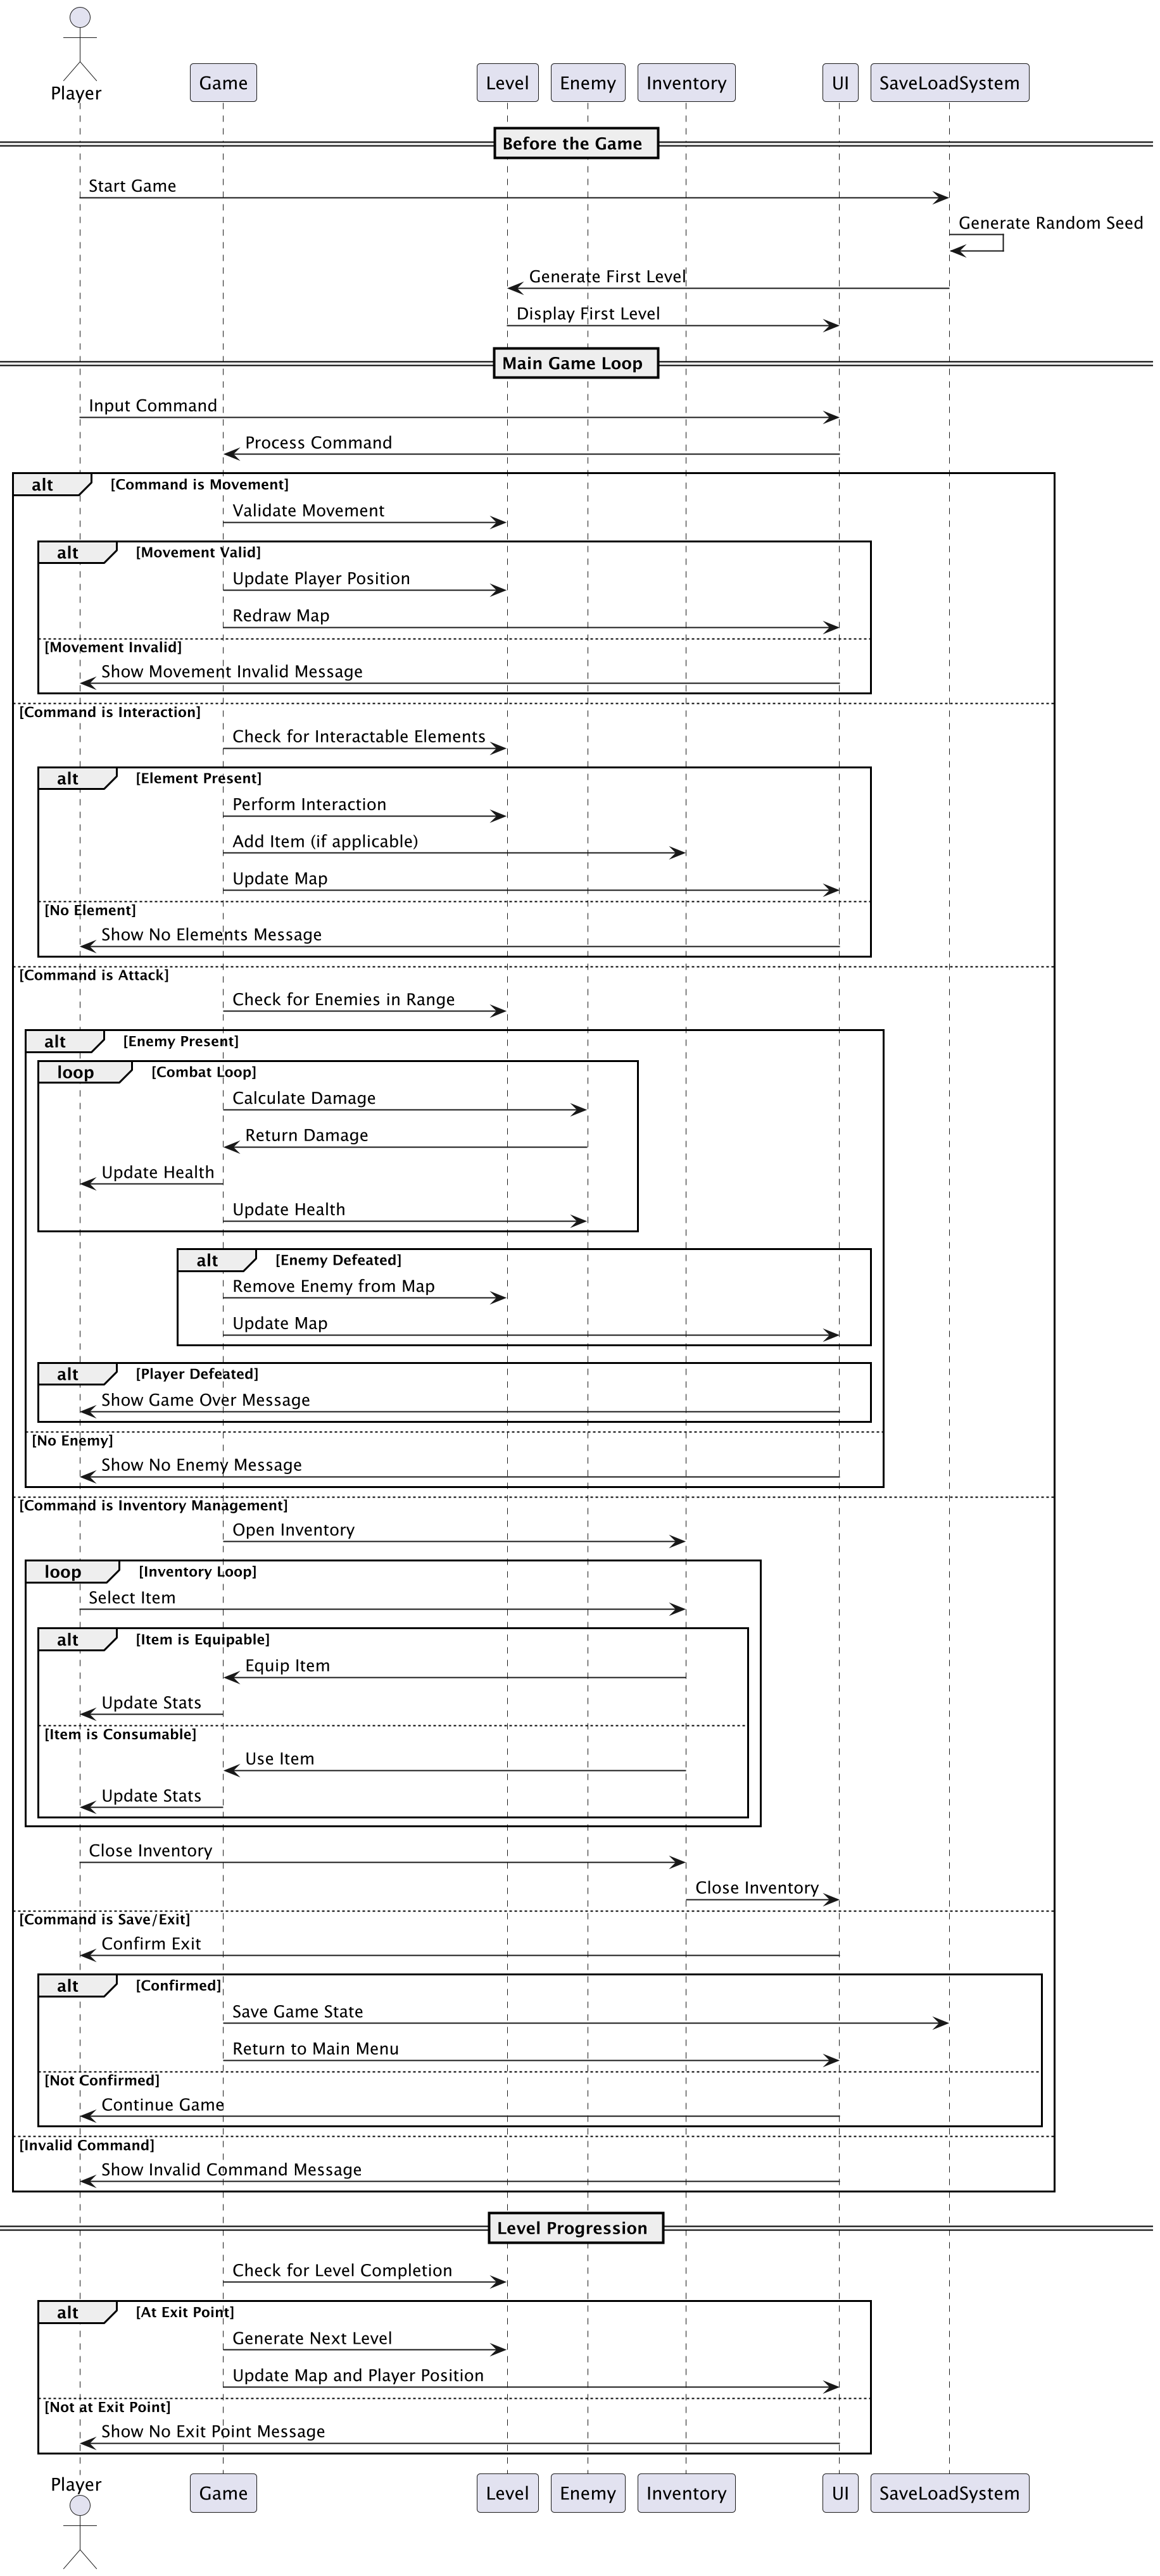 Player
Game
Level
Enemy
Inventory
UI
SaveLoadSystem
Before the Game
Start Game
Generate Random Seed
Generate First Level
Display First Level
Main Game Loop
Input Command
Process Command
alt [Command is Movement]
Validate Movement
alt [Movement Valid]
Update Player Position
Redraw Map
[Movement Invalid]
Show Movement Invalid Message
[Command is Interaction]
Check for Interactable Elements
alt [Element Present]
Perform Interaction
Add Item (if applicable)
Update Map
[No Element]
Show No Elements Message
[Command is Attack]
Check for Enemies in Range
alt [Enemy Present]
loop [Combat Loop]
Calculate Damage
Return Damage
Update Health
Update Health
alt [Enemy Defeated]
Remove Enemy from Map
Update Map
alt [Player Defeated]
Show Game Over Message
[No Enemy]
Show No Enemy Message
[Command is Inventory Management]
Open Inventory
loop [Inventory Loop]
Select Item
alt [Item is Equipable]
Equip Item
Update Stats
[Item is Consumable]
Use Item
Update Stats
Close Inventory
Close Inventory
[Command is Save/Exit]
Confirm Exit
alt [Confirmed]
Save Game State
Return to Main Menu
[Not Confirmed]
Continue Game
[Invalid Command]
Show Invalid Command Message
Level Progression
Check for Level Completion
alt [At Exit Point]
Generate Next Level
Update Map and Player Position
[Not at Exit Point]
Show No Exit Point Message
Player
Game
Level
Enemy
Inventory
UI
SaveLoadSystem